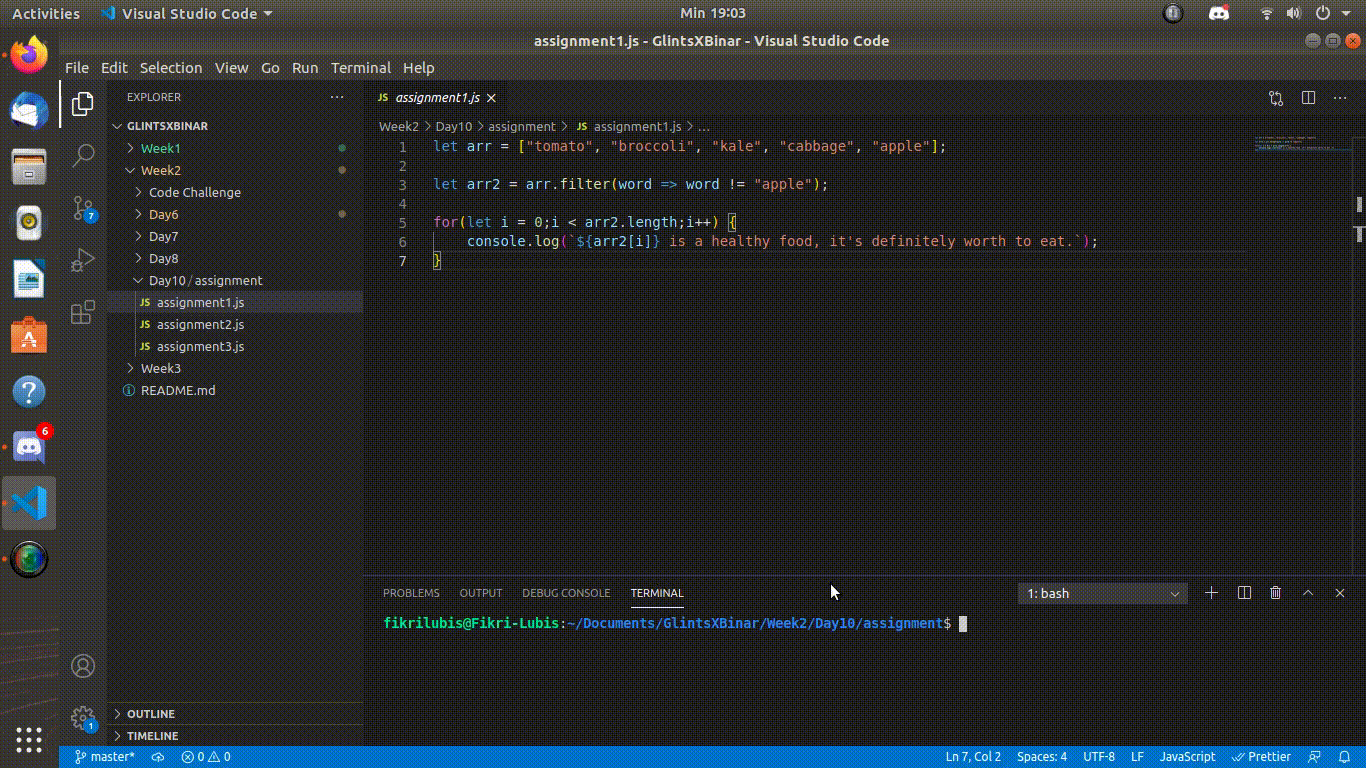 Activities Visual Studio Code Min 19:03
assignment1.js - GlintsXBinar - Visual Studio Code
File Edit Selection View Go Run Terminal Help
EXPLORER ···
GLINTSXBINAR
Week1
Week2
Code Challenge
Day6
Day7
Day8
Day10 / assignment
JS assignment1.js
JS assignment2.js
JS assignment3.js
Week3
README.md
OUTLINE
TIMELINE
7
6
1
JS assignment1.js ×
Week2 > Day10 > assignment > JS assignment1.js > ...
1 let arr = ["tomato", "broccoli", "kale", "cabbage", "apple"];
2
3 let arr2 = arr.filter(word => word != "apple");
4
5 for(let i = 0;i < arr2.length;i++) {
6 console.log(`${arr2[i]} is a healthy food, it's definitely worth to eat.`);
7 }
PROBLEMS OUTPUT DEBUG CONSOLE TERMINAL 1: bash
fikrilubis@Fikri-Lubis:~/Documents/GlintsXBinar/Week2/Day10/assignment$
master* 0 0 Ln 7, Col 2 Spaces: 4 UTF-8 LF JavaScript Prettier